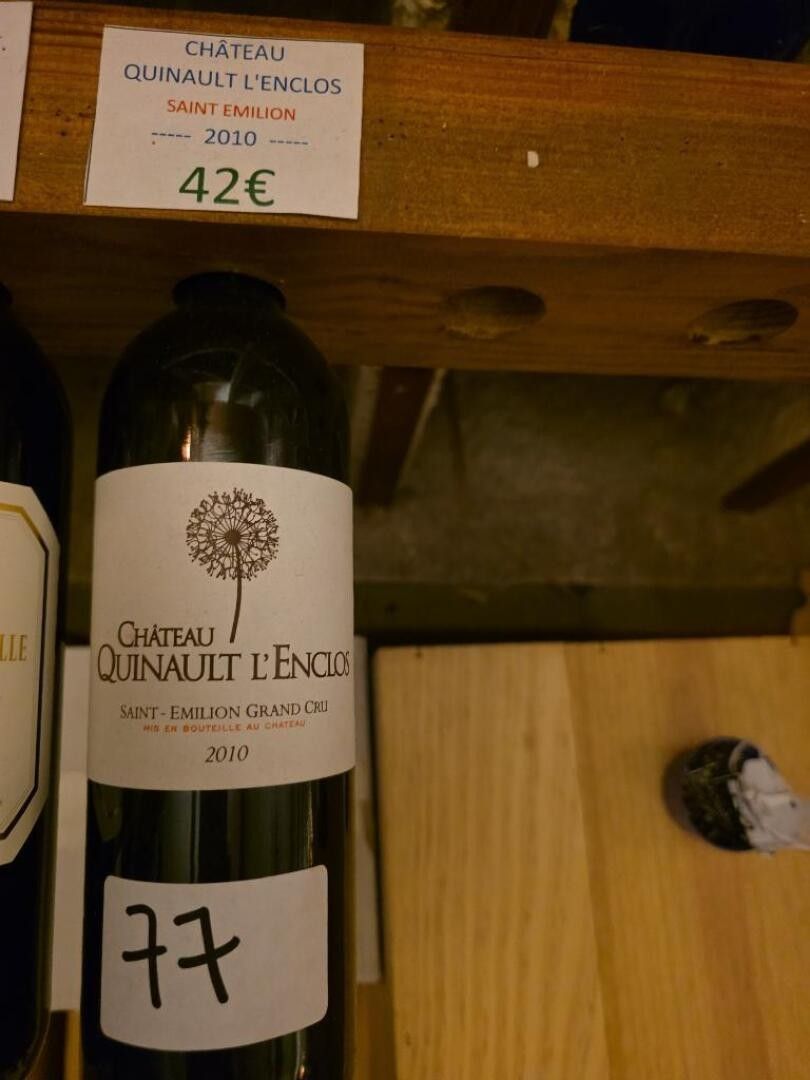 CHÂTEAU
QUINAULT L'ENCLOS
SAINT EMILION
----- 2010 -----
42€
CHÂTEAU
QUINAULT L'ENCLOS
SAINT-EMILION GRAND CRU
MIS EN BOUTEILLE AU CHATEAU
2010
77
LLE